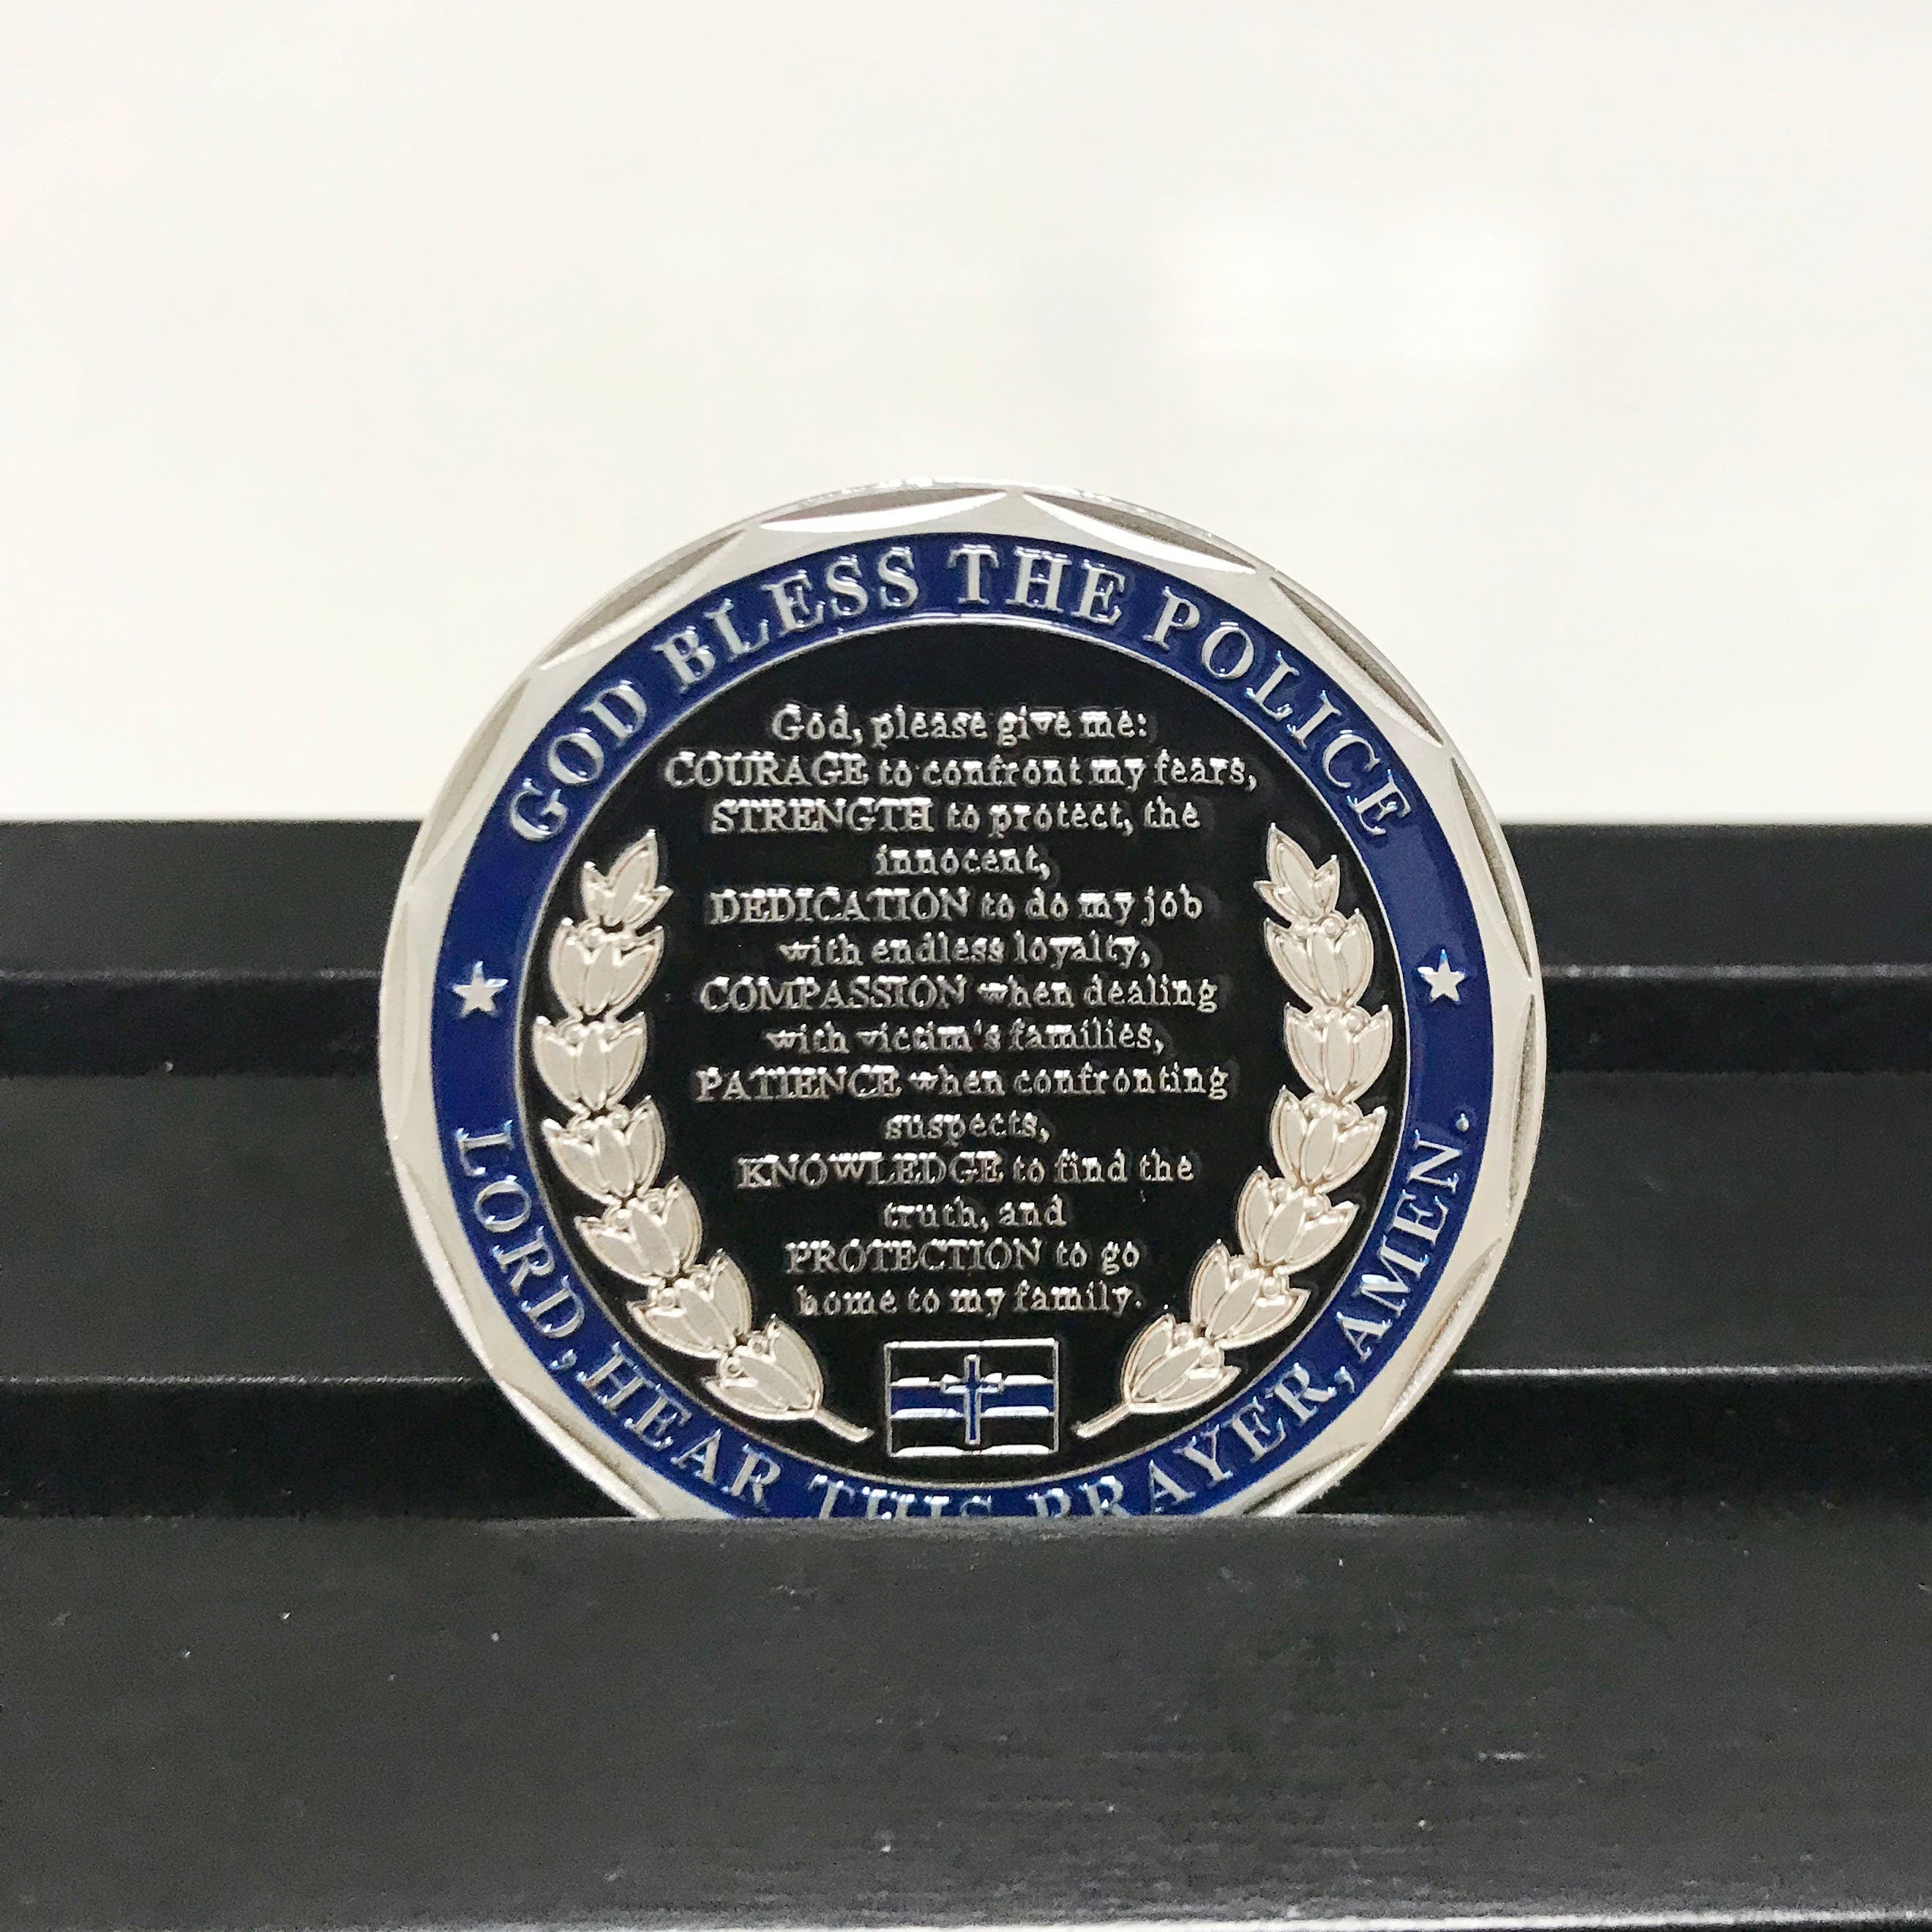 GOD BLESS THE POLICE
God, please give me:
COURAGE to confront my fears,
STRENGTH to protect, the
innocent,
DEDICATION to do my job
with endless loyalty,
COMPASSION when dealing
with victim's families,
PATIENCE when confronting
suspects,
KNOWLEDGE to find the
truth, and
PROTECTION to go
home to my family.
LORD, HEAR THIS PRAYER, AMEN.